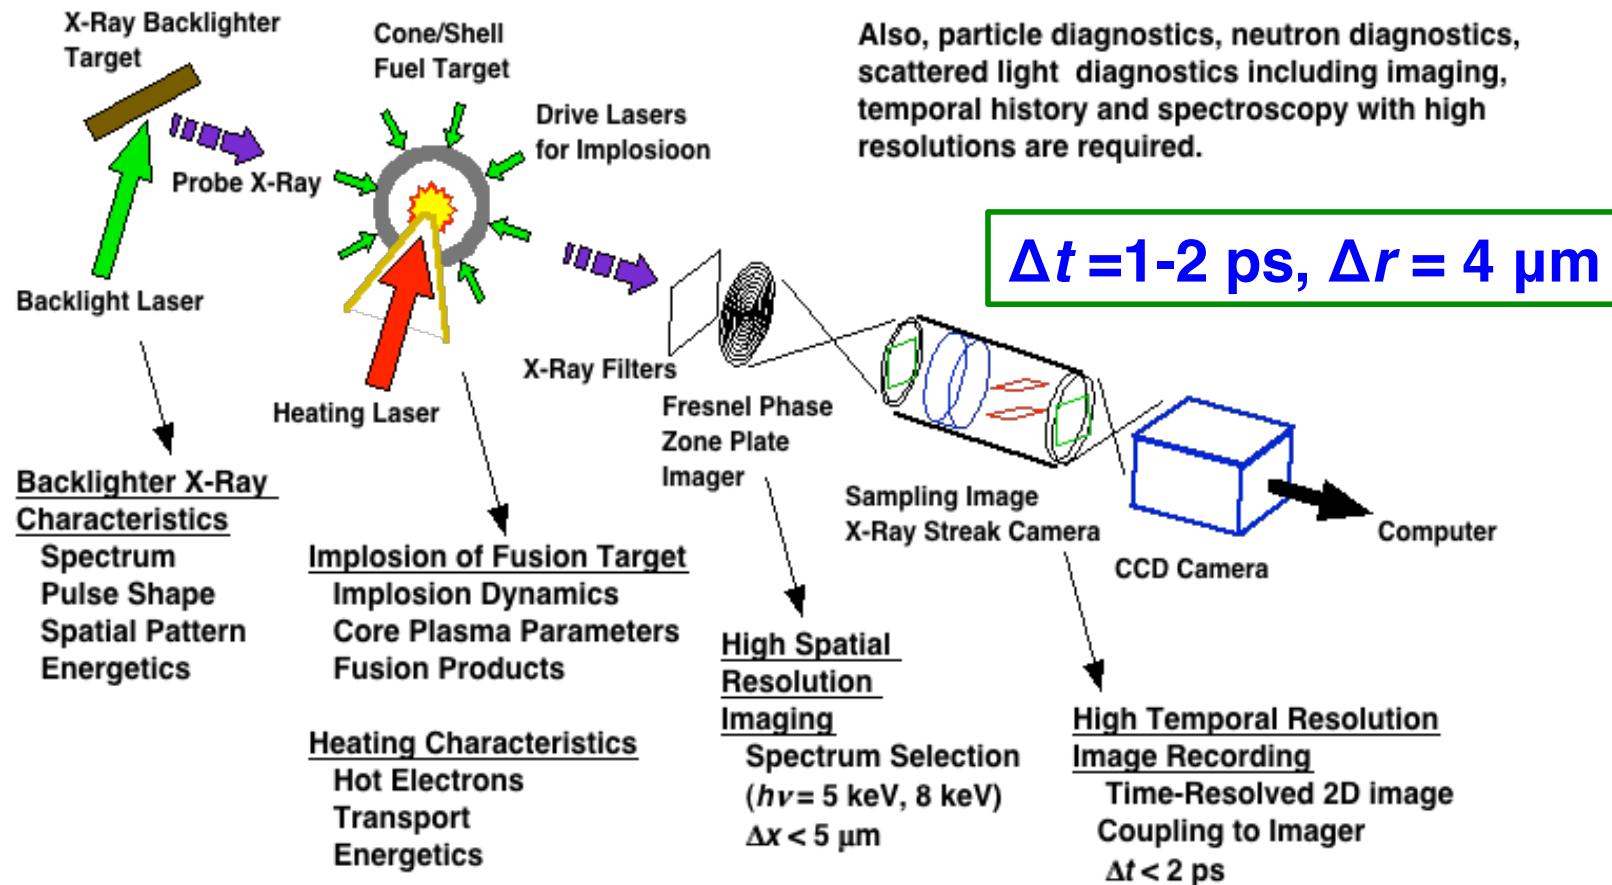 X-Ray Backlighter
Target
Cone/Shell
Fuel Target
Also, particle diagnostics, neutron diagnostics,
scattered light diagnostics including imaging,
temporal history and spectroscopy with high
resolutions are required.
Drive Lasers
for Implosioon
Probe X-Ray
Δt =1-2 ps, Δr = 4 μm
Backlight Laser
X-Ray Filters
Heating Laser
Fresnel Phase
Zone Plate
Imager
Sampling Image
X-Ray Streak Camera
Computer
CCD Camera
Backlighter X-Ray
Characteristics
Spectrum
Pulse Shape
Spatial Pattern
Energetics
Implosion of Fusion Target
Implosion Dynamics
Core Plasma Parameters
Fusion Products
Heating Characteristics
Hot Electrons
Transport
Energetics
High Spatial
Resolution
Imaging
Spectrum Selection
(hν = 5 keV, 8 keV)
Δx < 5 μm
High Temporal Resolution
Image Recording
Time-Resolved 2D image
Coupling to Imager
Δt < 2 ps